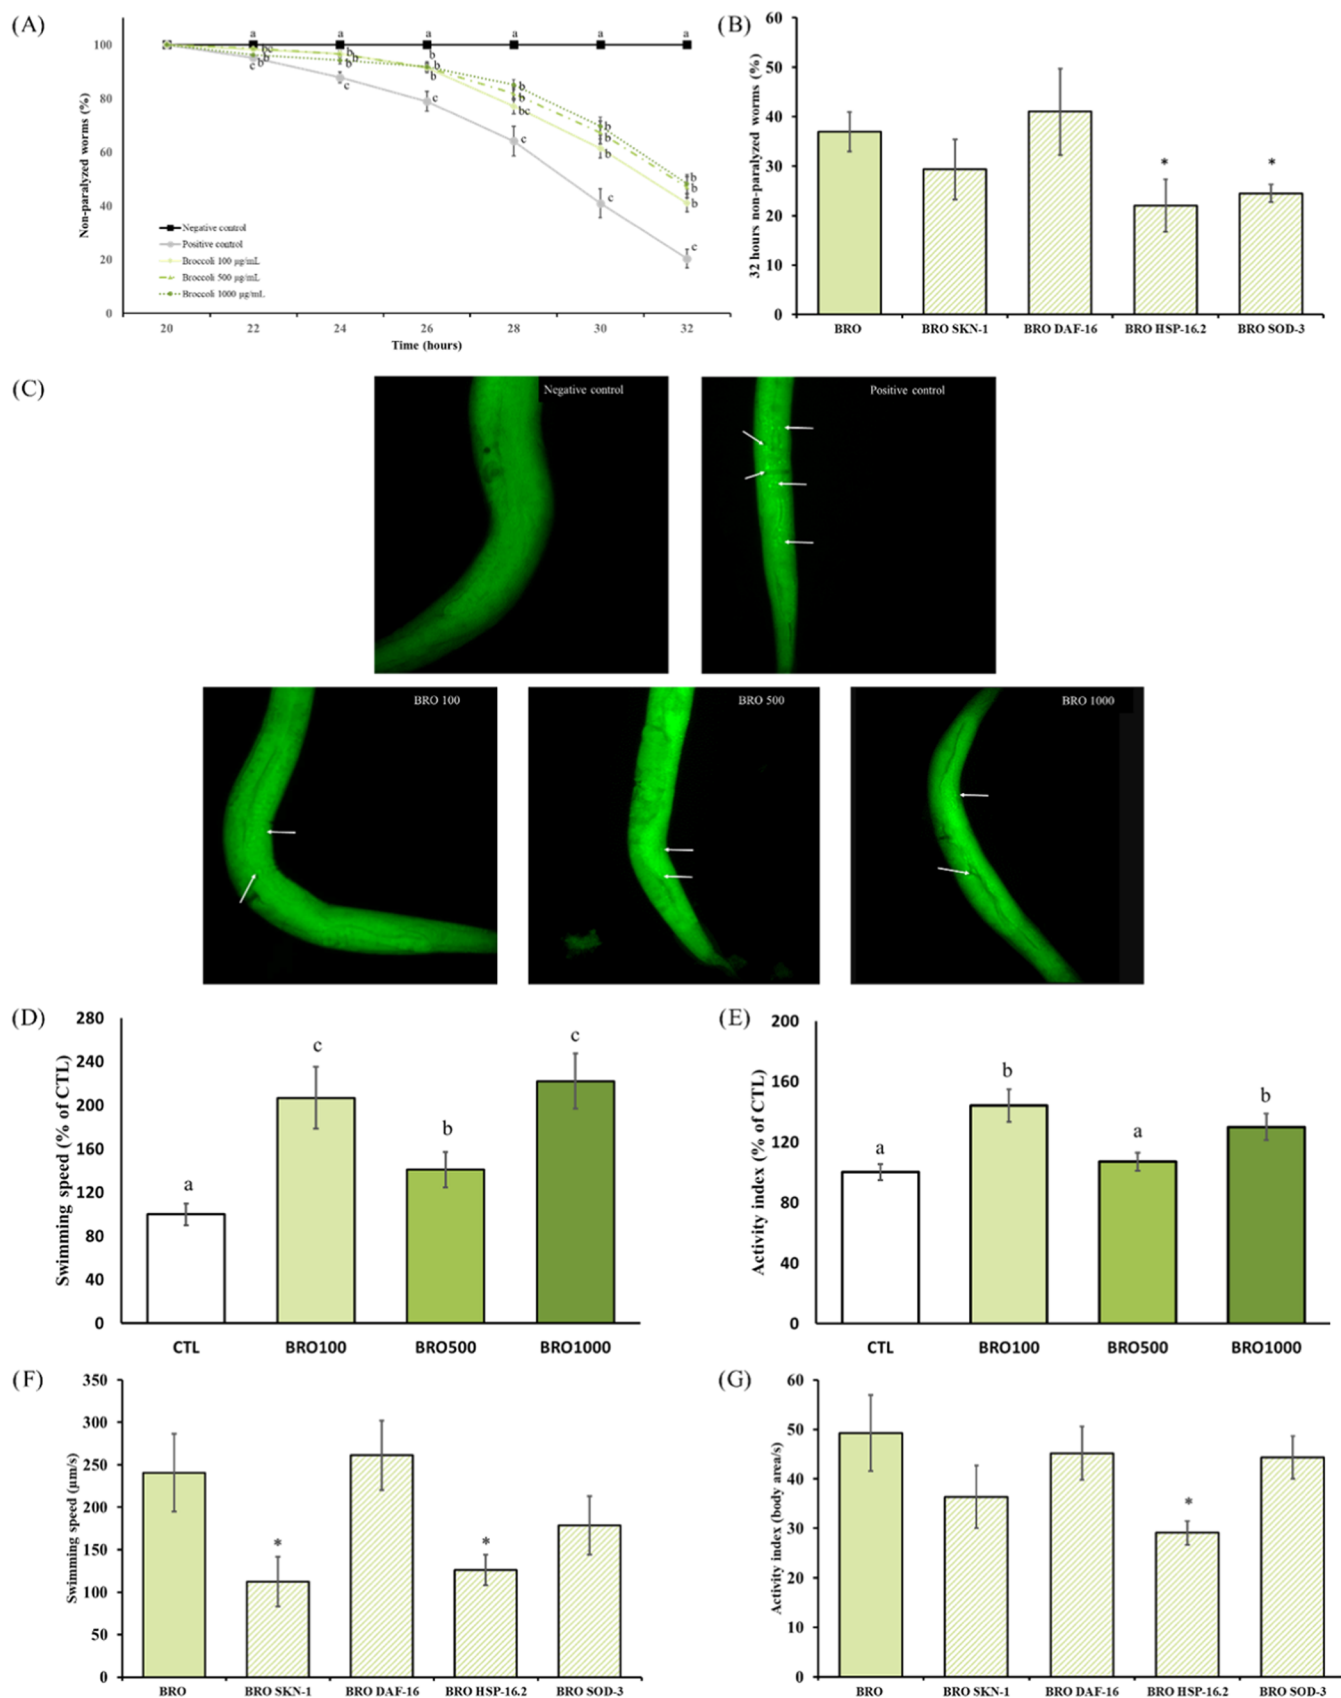 (A)
Non-paralyzed worms (%)
100
80
60
40
20
0
a a a a a
bc b b c
b b b c
b b b c
b b bc c
b b b c
b b b c
Negative control
Positive control
Broccoli 100 µg/mL
Broccoli 500 µg/mL
Broccoli 1000 µg/mL
20 22 24 26 28 30 32
Time (hours)
(B)
32 hours non-paralyzed worms (%)
60
50
40
30
20
10
0
* *
BRO BRO SKN-1 BRO DAF-16 BRO HSP-16.2 BRO SOD-3
(C)
Negative control
Positive control
BRO 100
BRO 500
BRO 1000
(D)
Swimming speed (% of CTL)
280
240
200
160
120
80
40
0
a c b c
CTL BRO100 BRO500 BRO1000
(E)
Activity index (% of CTL)
200
160
120
80
40
0
a b a b
CTL BRO100 BRO500 BRO1000
(F)
Swimming speed (µm/s)
350
300
250
200
150
100
50
0
* *
BRO BRO SKN-1 BRO DAF-16 BRO HSP-16.2 BRO SOD-3
(G)
Activity index (body area/s)
60
50
40
30
20
10
0
*
BRO BRO SKN-1 BRO DAF-16 BRO HSP-16.2 BRO SOD-3